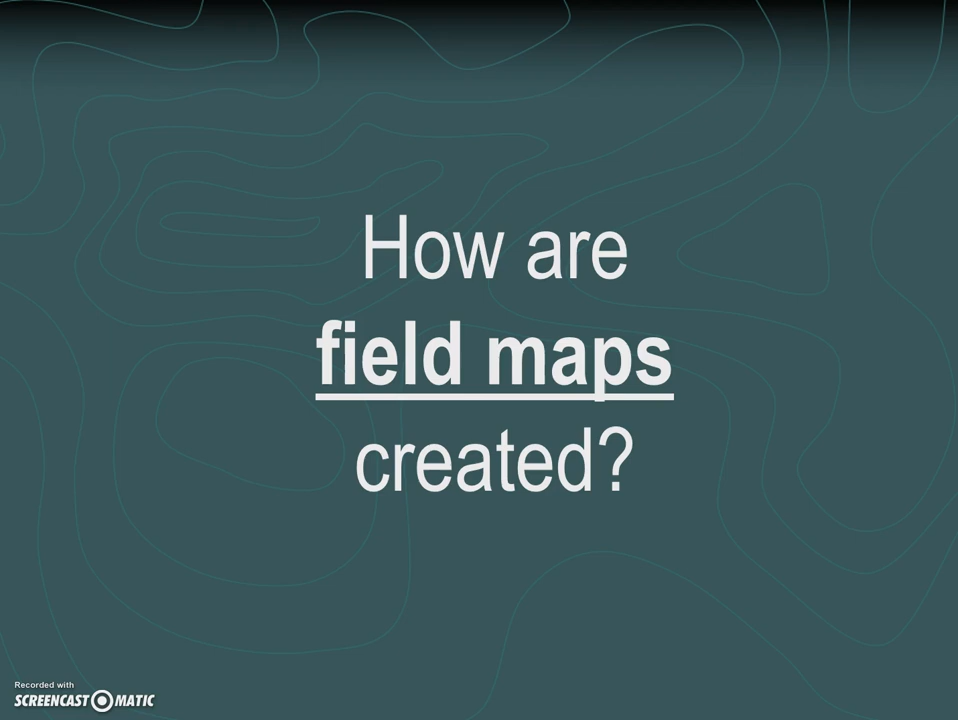 How are
field maps
created?
Recorded with
SCREENCAST MATIC